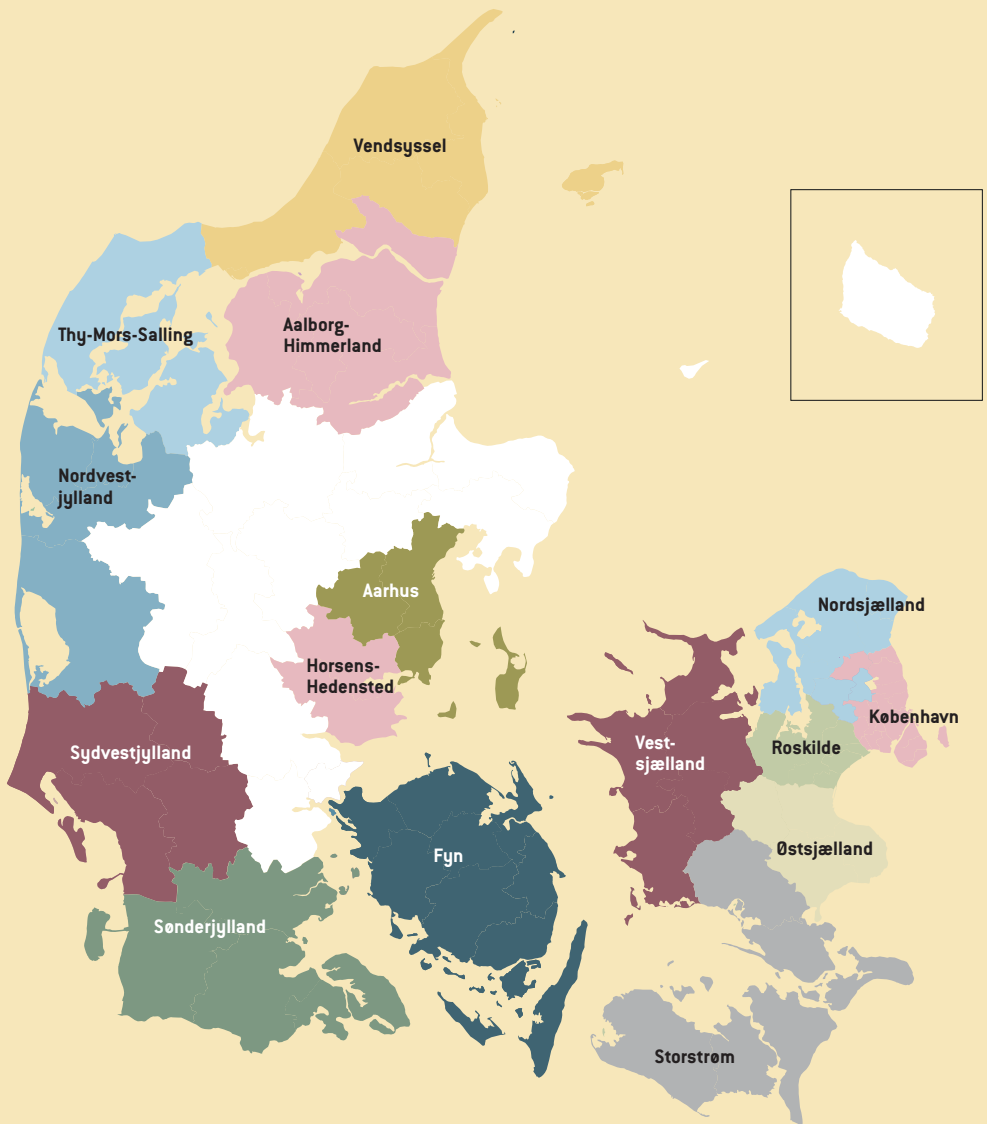 Vendsyssel
Thy-Mors-Salling
Aalborg-
Himmerland
Nordvest-
jylland
Aarhus
Horsens-
Hedensted
Sydvestjylland
Fyn
Sønderjylland
Nordsjælland
København
Roskilde
Vest-
sjælland
Østsjælland
Storstrøm